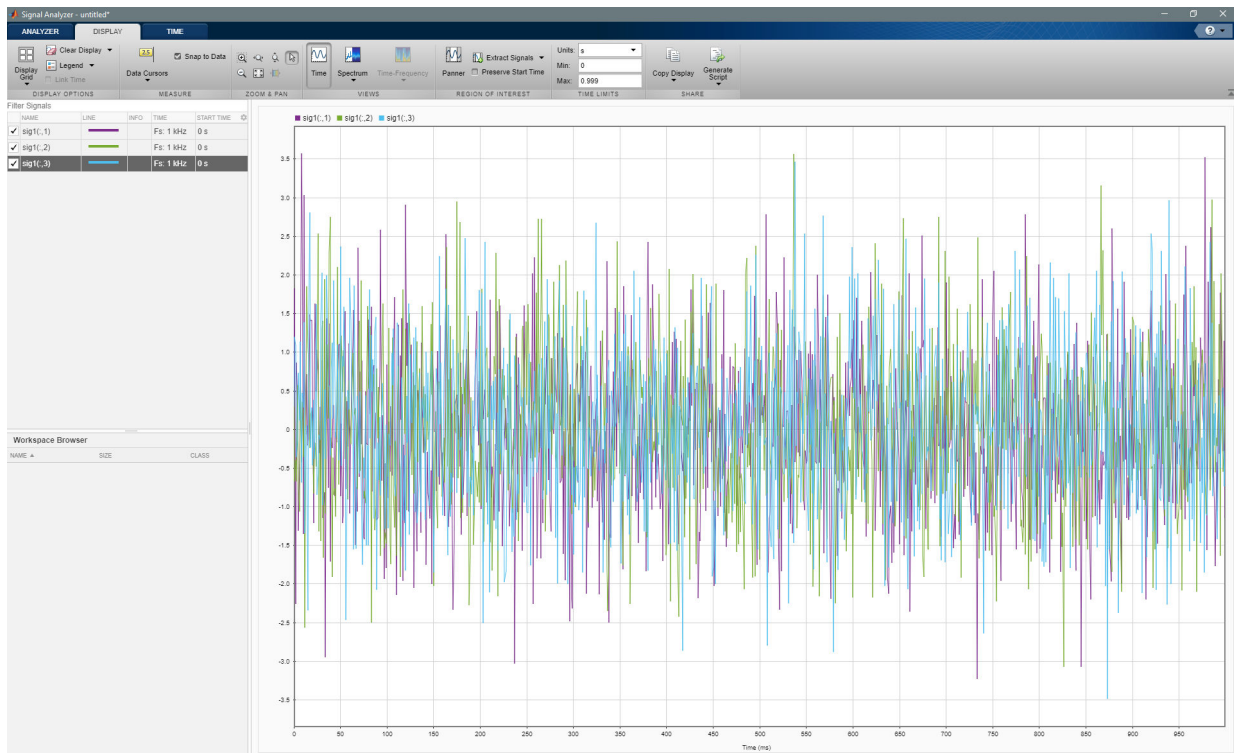 Signal Analyzer - untitled*
ANALYZER DISPLAY TIME
Display Grid
Clear Display
Legend
Link Time
DISPLAY OPTIONS
2.5
Data Cursors
Snap to Data
MEASURE
ZOOM & PAN
Time
Spectrum
Time-Frequency
VIEWS
Panner
Extract Signals
Preserve Start Time
REGION OF INTEREST
Units: s
Min: 0
Max: 0.999
TIME LIMITS
Copy Display
Generate Script
SHARE
Filter Signals
NAME LINE INFO TIME START TIME
sig1(:,1) Fs: 1 kHz 0 s
sig1(:,2) Fs: 1 kHz 0 s
sig1(:,3) Fs: 1 kHz 0 s
Workspace Browser
NAME SIZE CLASS
sig1(:,1) sig1(:,2) sig1(:,3)
3.5
3.0
2.5
2.0
1.5
1.0
0.5
0
-0.5
-1.0
-1.5
-2.0
-2.5
-3.0
-3.5
0 50 100 150 200 250 300 350 400 450 500 550 600 650 700 750 800 850 900 950
Time (ms)